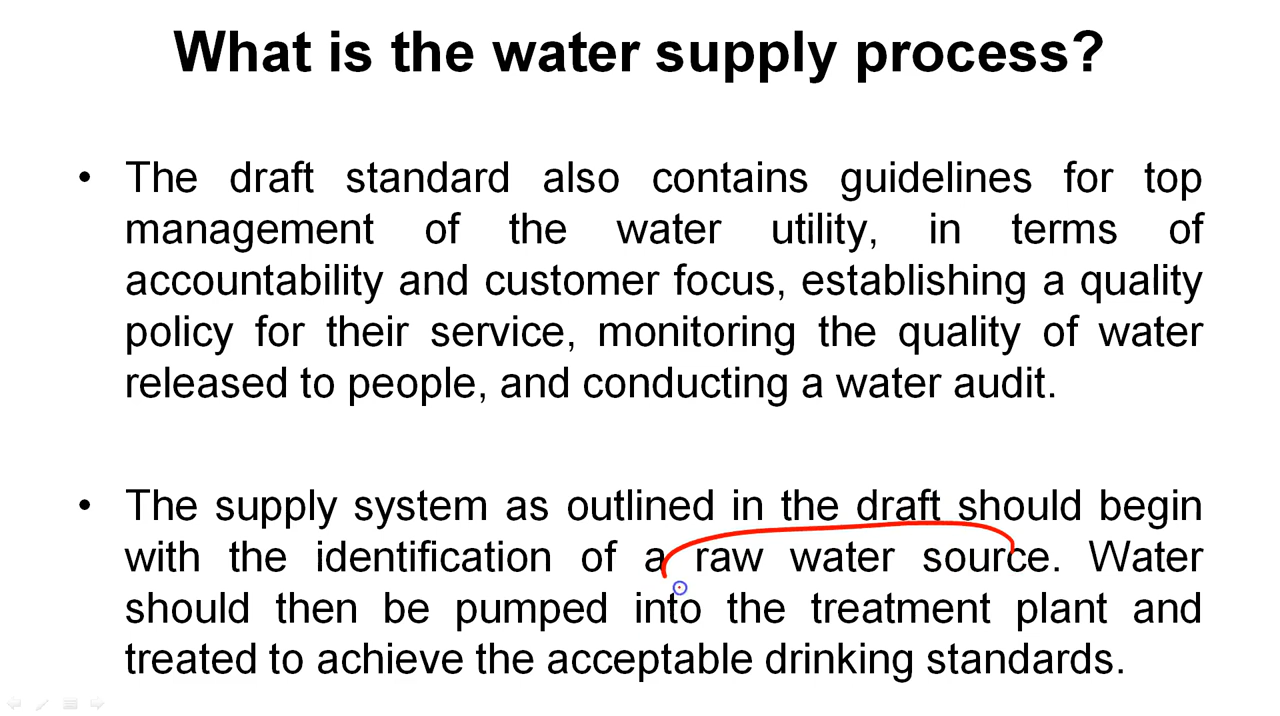 What is the water supply process?
• The draft standard also contains guidelines for top
management of the water utility, in terms of
accountability and customer focus, establishing a quality
policy for their service, monitoring the quality of water
released to people, and conducting a water audit.
• The supply system as outlined in the draft should begin
with the identification of a raw water source. Water
should then be pumped into the treatment plant and
treated to achieve the acceptable drinking standards.